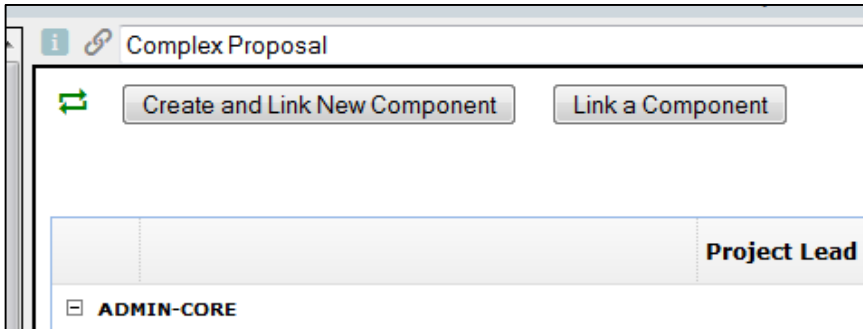 Complex Proposal
Create and Link New Component Link a Component
Project Lead
ADMIN-CORE